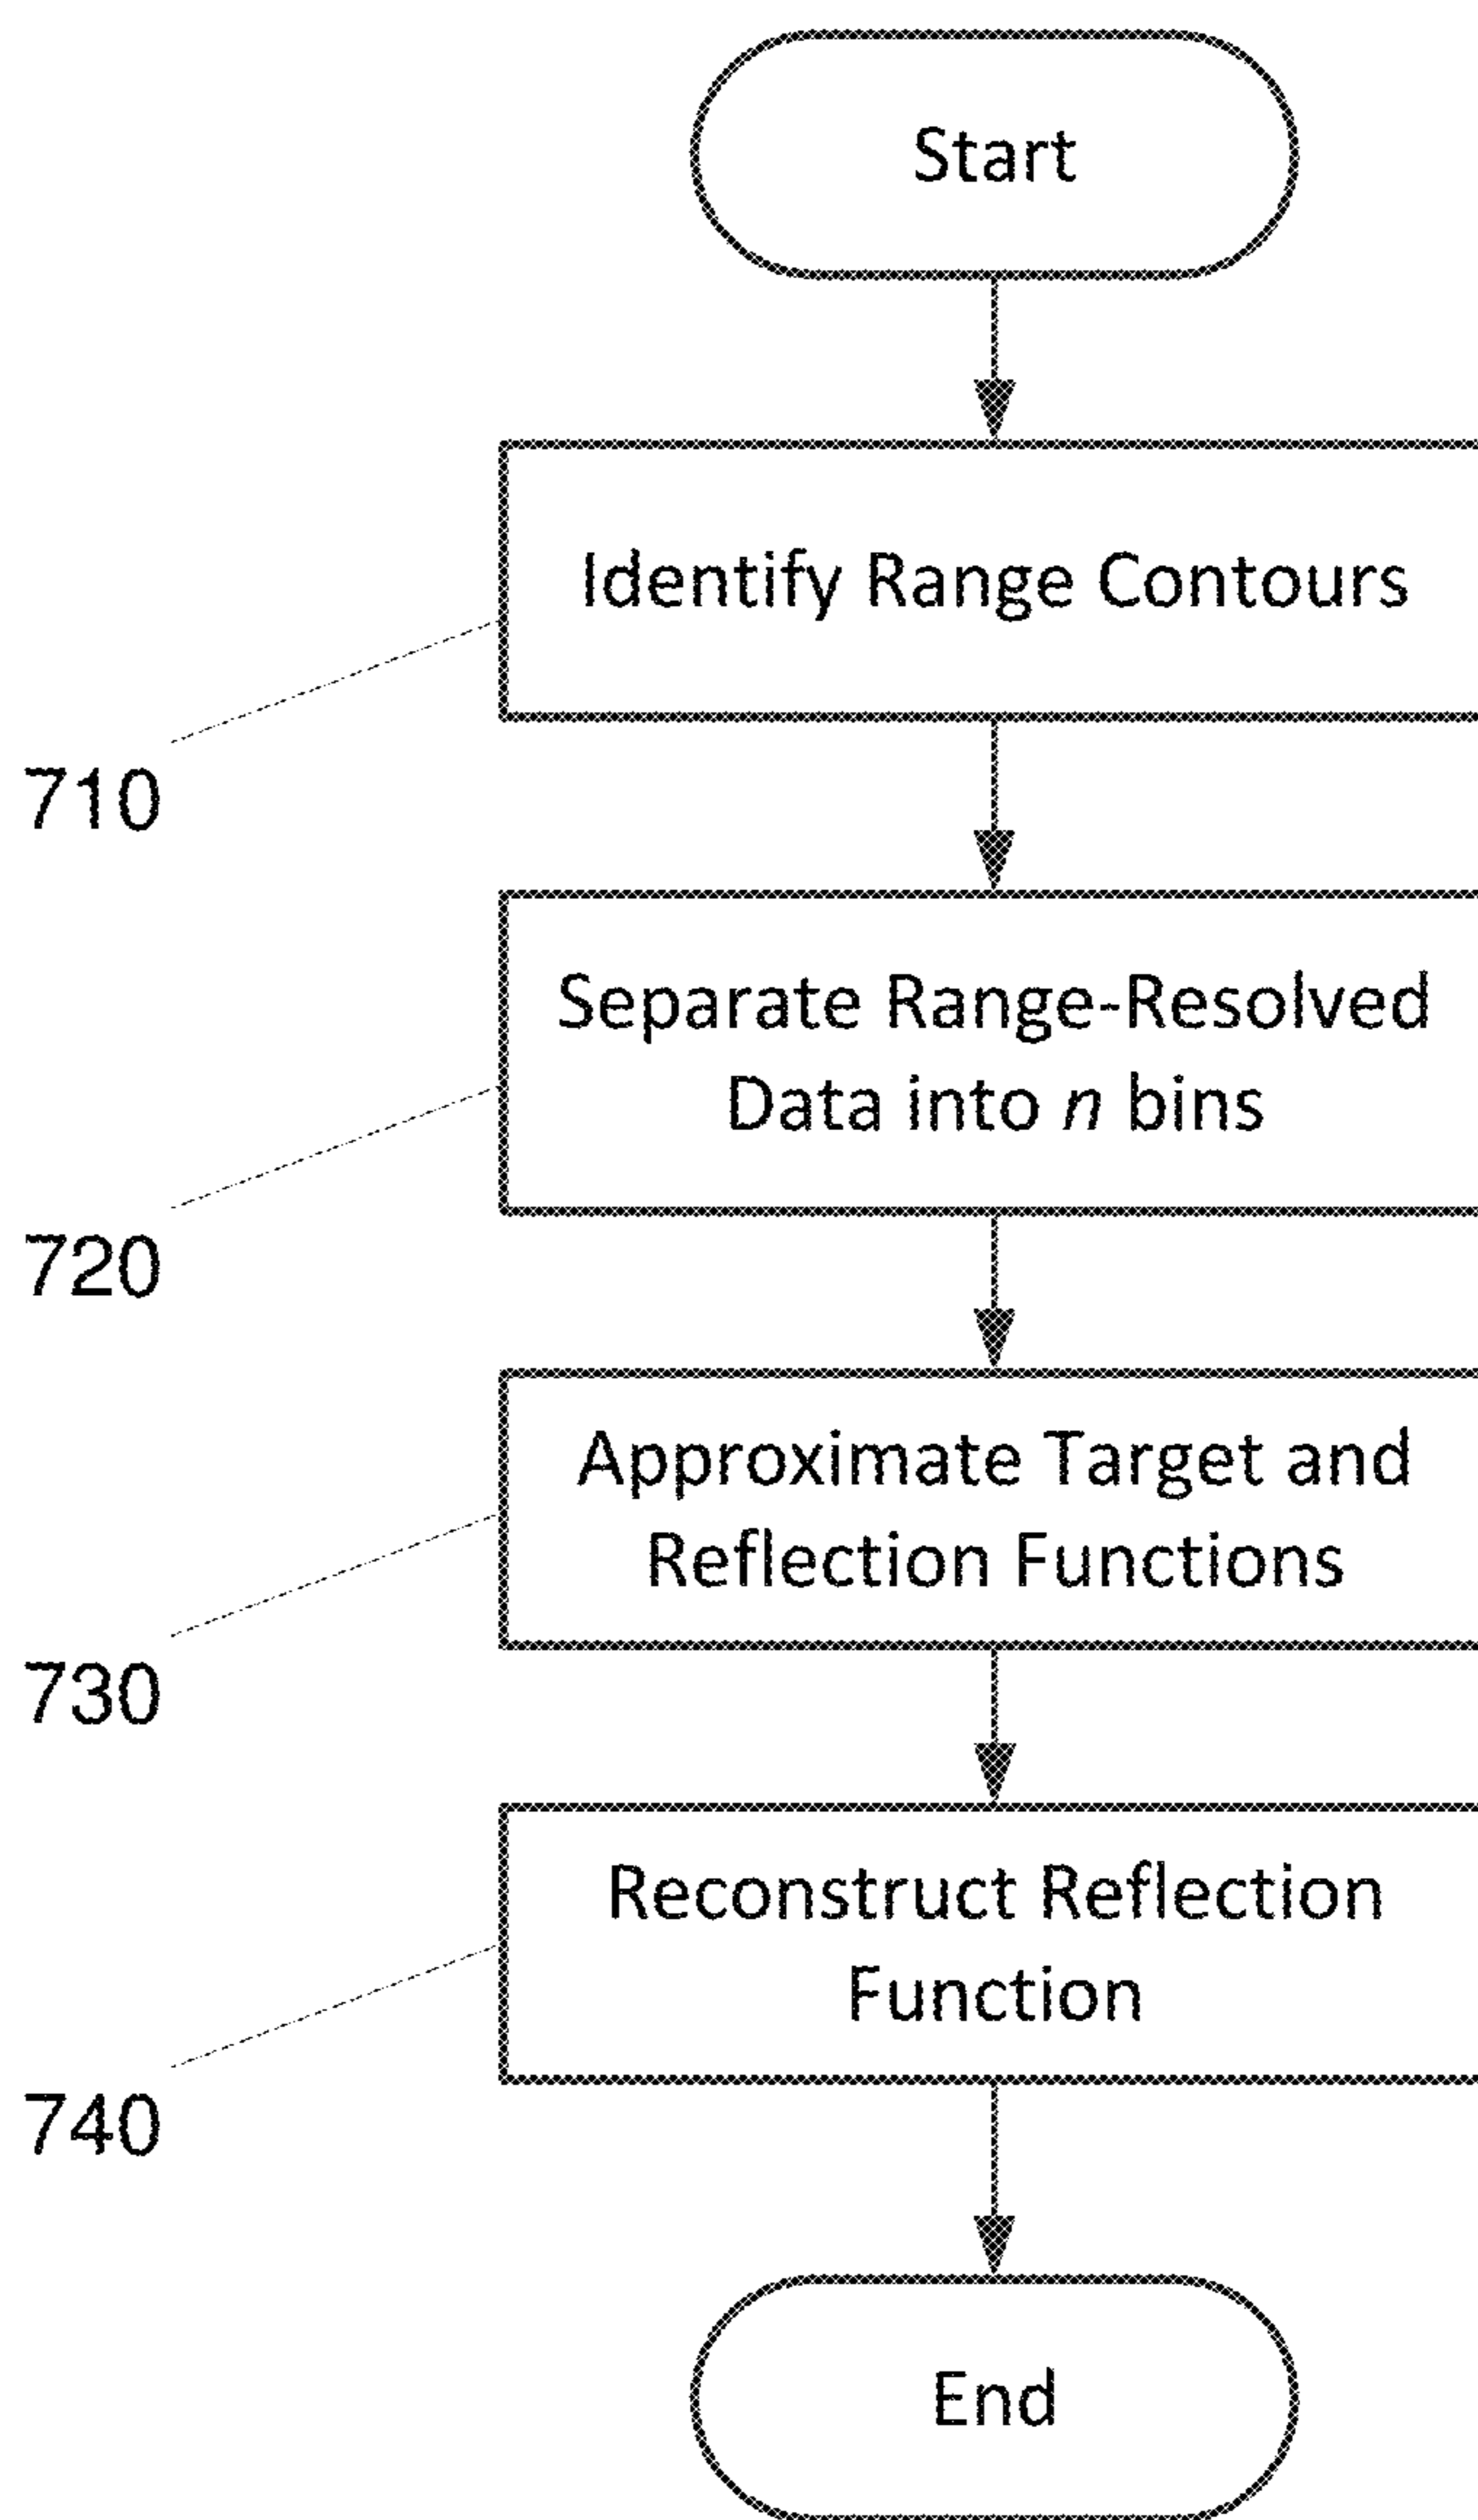 Start
Identify Range Contours
710
Separate Range-Resolved
Data into n bins
720
Approximate Target and
Reflection Functions
730
Reconstruct Reflection
Function
740
End